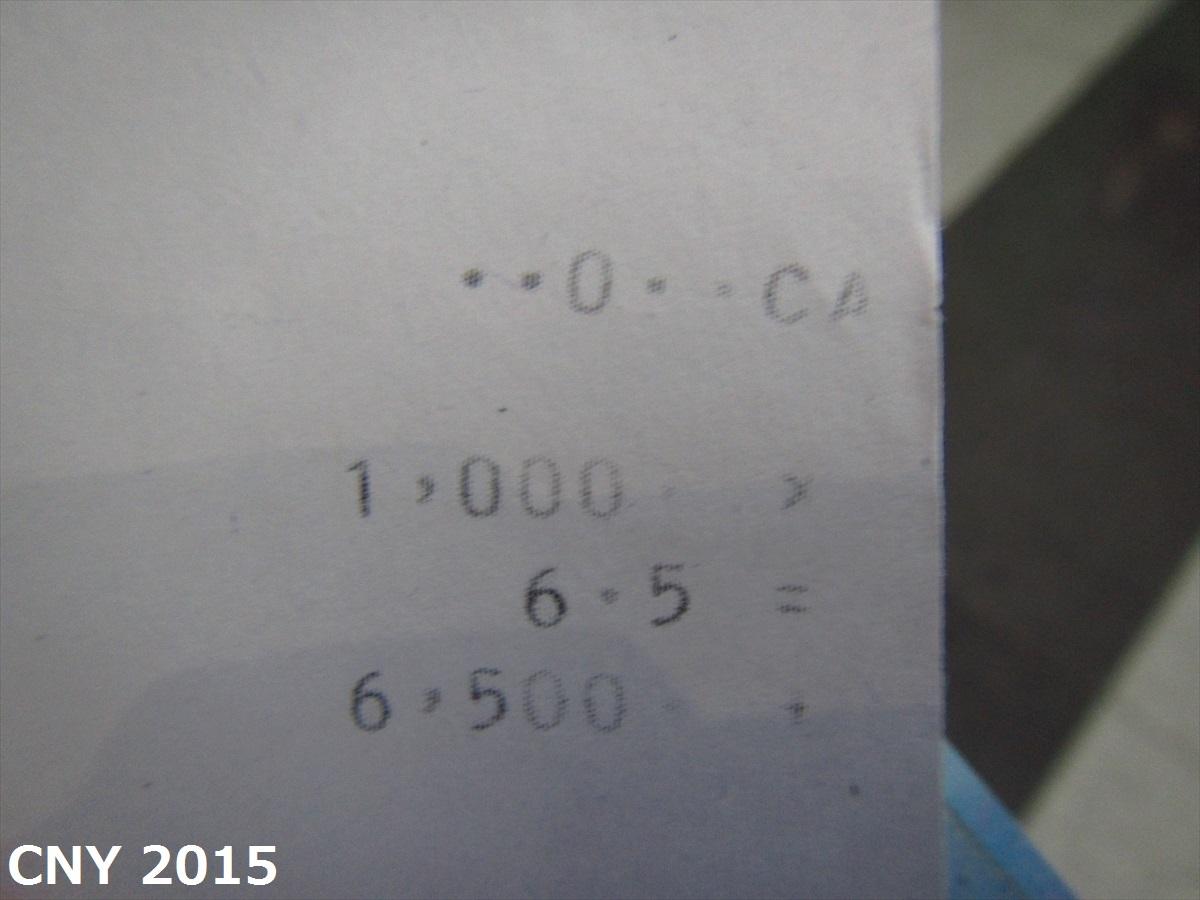 ··0··CA
1,000· ×
6·5 =
6,500· +
CNY 2015